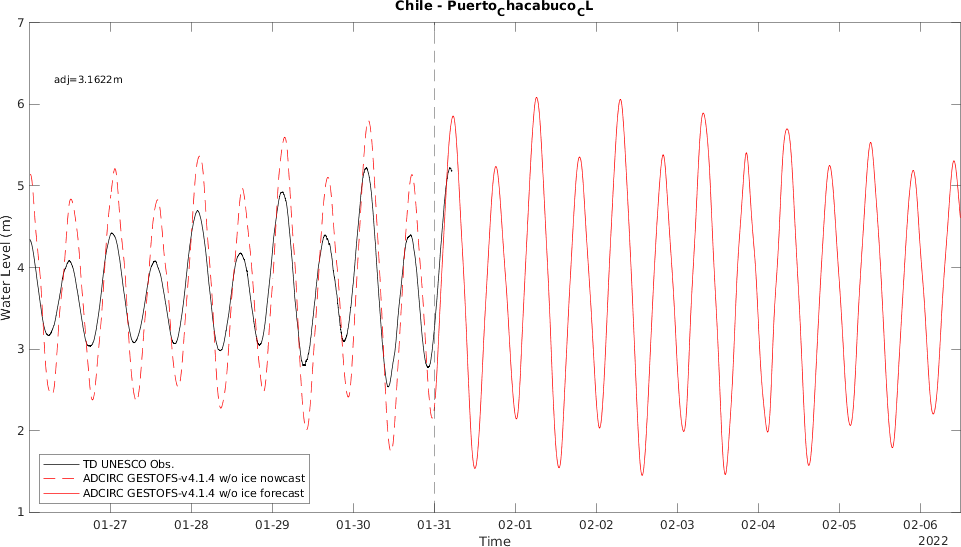 Chile - PuertoChacabucoCL
7
adj=3.1622m
6
5
4
3
2
1
Water Level (m)
TD UNESCO Obs.
ADCIRC GESTOFS-v4.1.4 w/o ice nowcast
ADCIRC GESTOFS-v4.1.4 w/o ice forecast
01-27 01-28 01-29 01-30 01-31 02-01 02-02 02-03 02-04 02-05 02-06
Time
2022